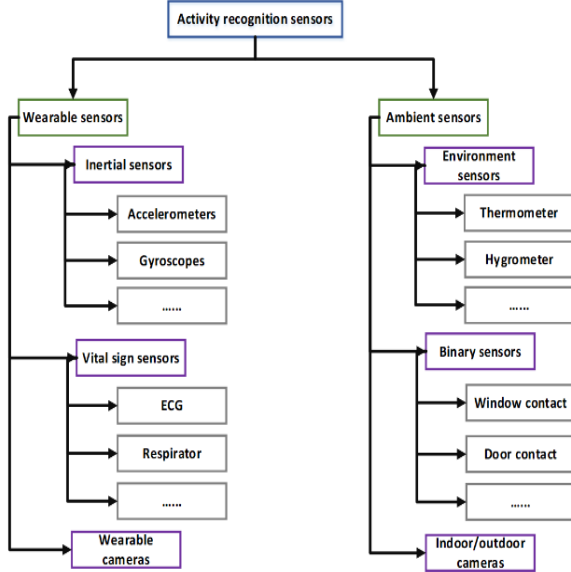 Activity recognition sensors
Wearable sensors
Inertial sensors
Accelerometers
Gyroscopes
......
Vital sign sensors
ECG
Respirator
......
Wearable
cameras
Ambient sensors
Environment
sensors
Thermometer
Hygrometer
......
Binary sensors
Window contact
Door contact
......
Indoor/outdoor
cameras